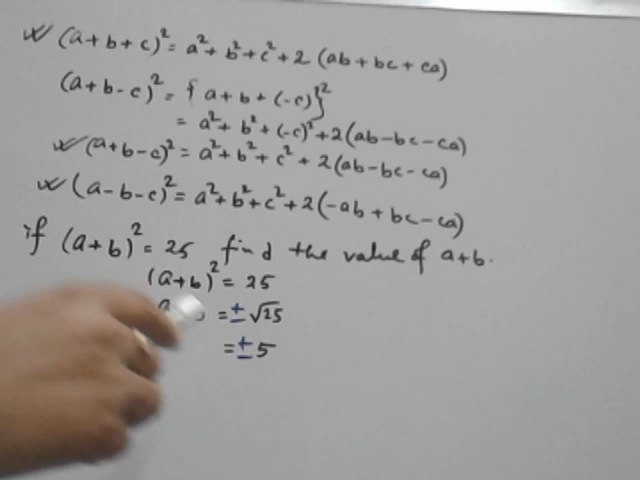 (a+b+c)² = a²+b²+c²+2(ab+bc+ca)
(a+b-c)² = {a+b+(-c)}²
= a²+b²+(-c)²+2(ab-bc-ca)
(a+b-c)² = a²+b²+c²+2(ab-bc-ca)
(a-b-c)² = a²+b²+c²+2(-ab+bc-ca)
if (a+b)² = 25 find the value of a+b.
(a+b)² = 25
= ±√25
= ±5